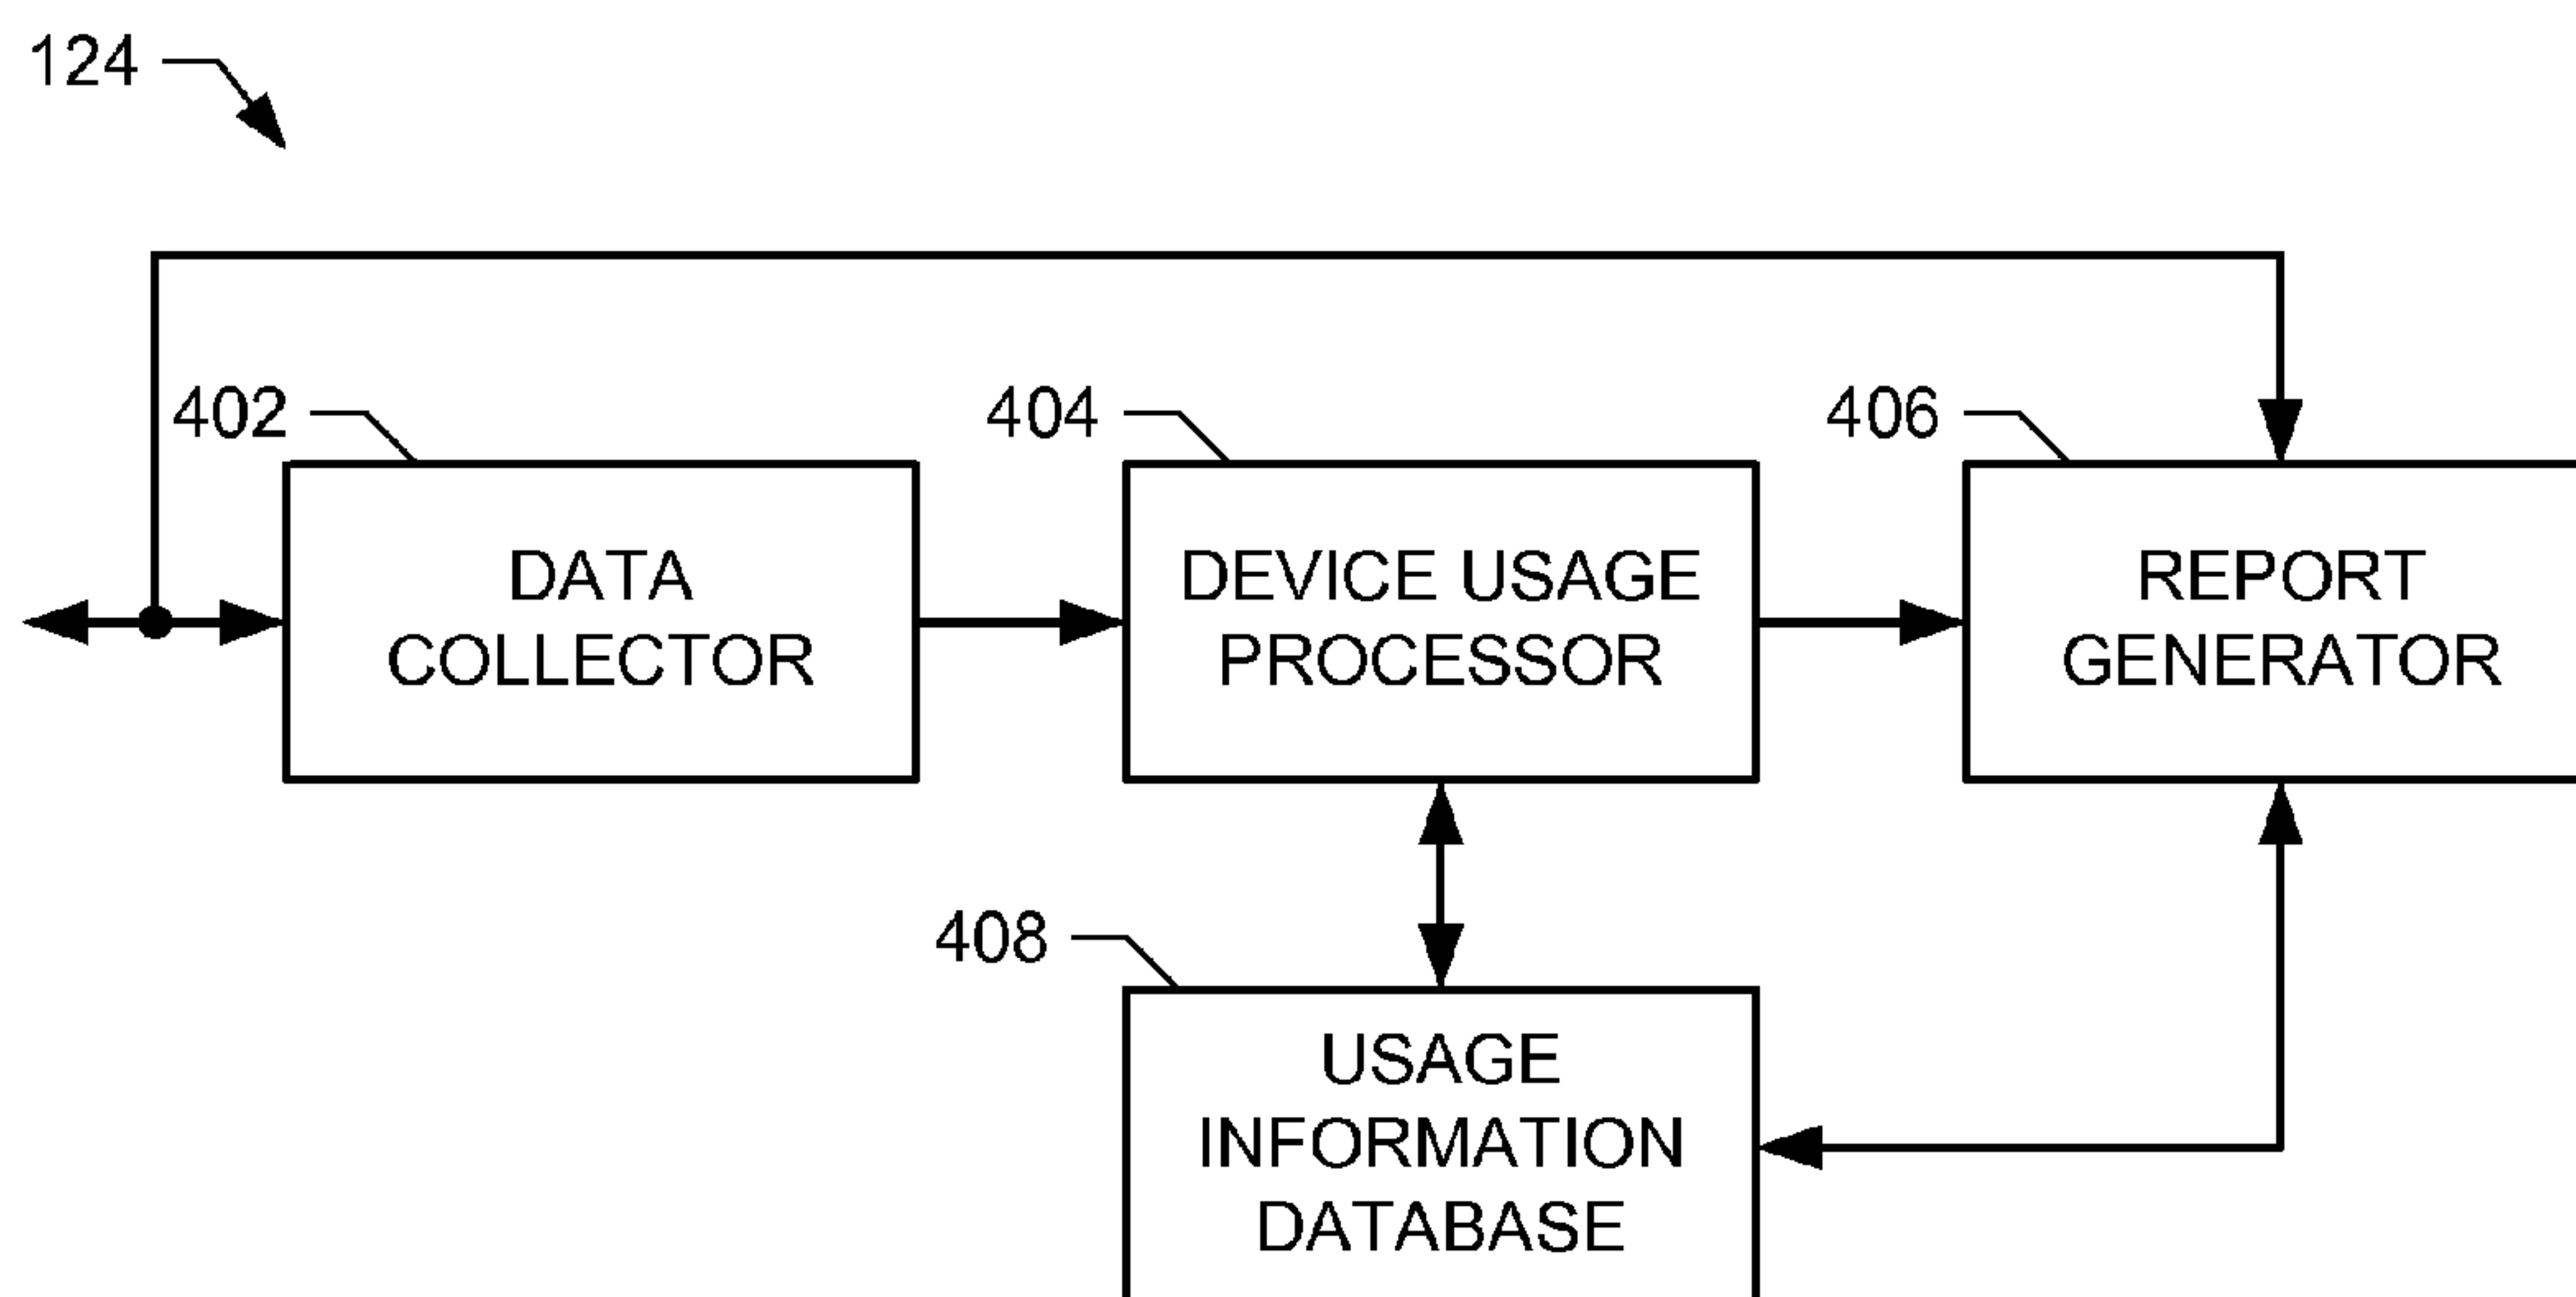 124
402
404
406
DATA
COLLECTOR
DEVICE USAGE
PROCESSOR
REPORT
GENERATOR
408
USAGE
INFORMATION
DATABASE